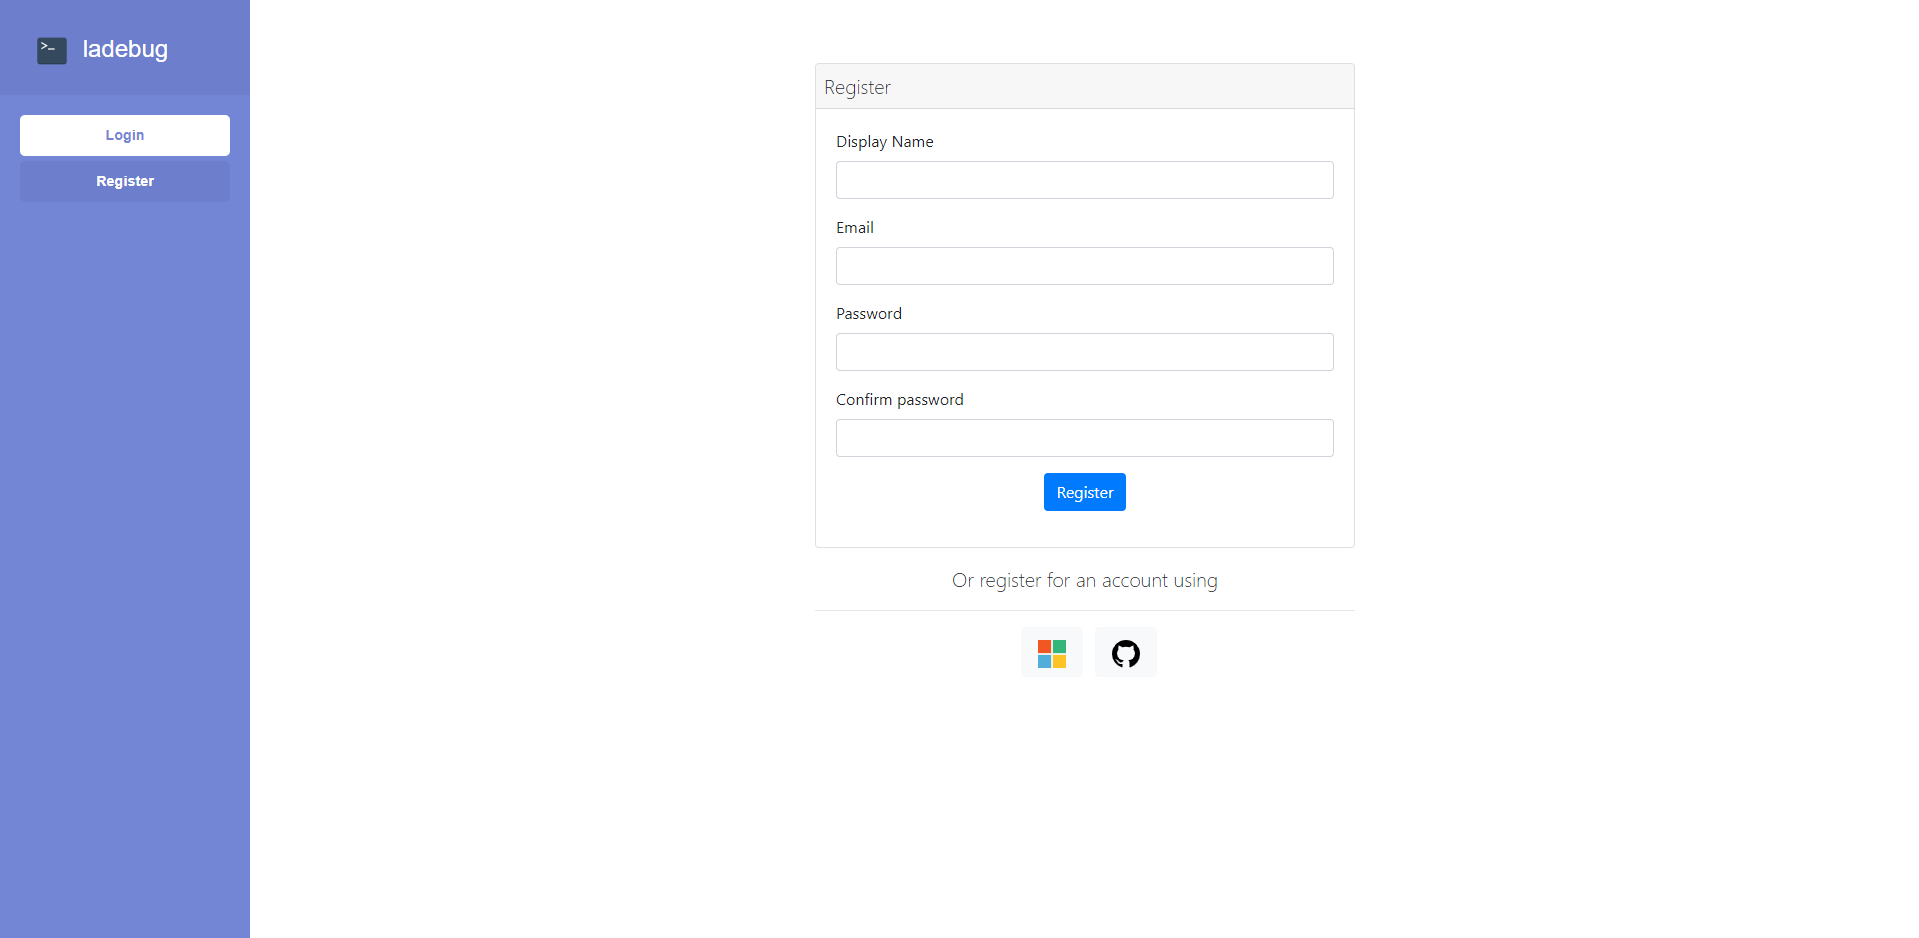 >_ ladebug
Login
Register
Register
Display Name
Email
Password
Confirm password
Register
Or register for an account using